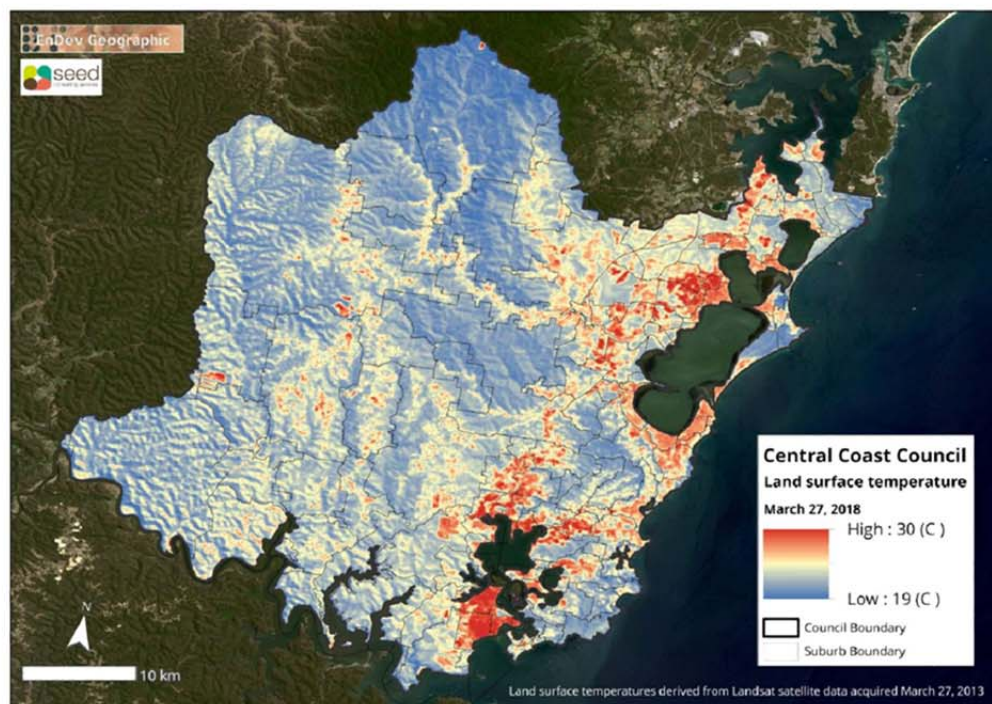 EnDev Geographic
seed
Central Coast Council
Land surface temperature
March 27, 2018
High : 30 (C )
Low : 19 (C )
Council Boundary
Suburb Boundary
N
10 km
Land surface temperatures derived from Landsat satellite data acquired March 27, 2013